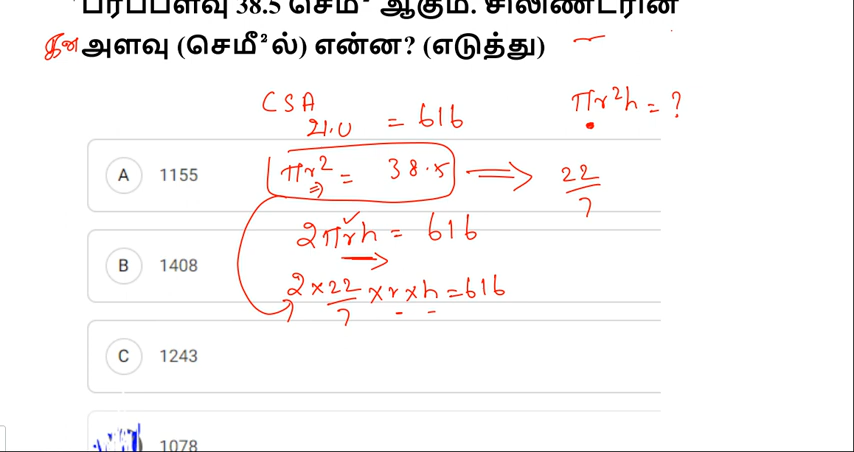 பரப்பளவு 38.5 செமீ² ஆகும். சிலிண்டரின்
கன அளவு (செமீ²ல்) என்ன? (எடுத்து)
CSA
= 616
πr²h = ?
A 1155
πr² = 38.5 ⟹ 22/7
2πrh = 616
B 1408
2 × 22/7 × r × h = 616
C 1243
1078